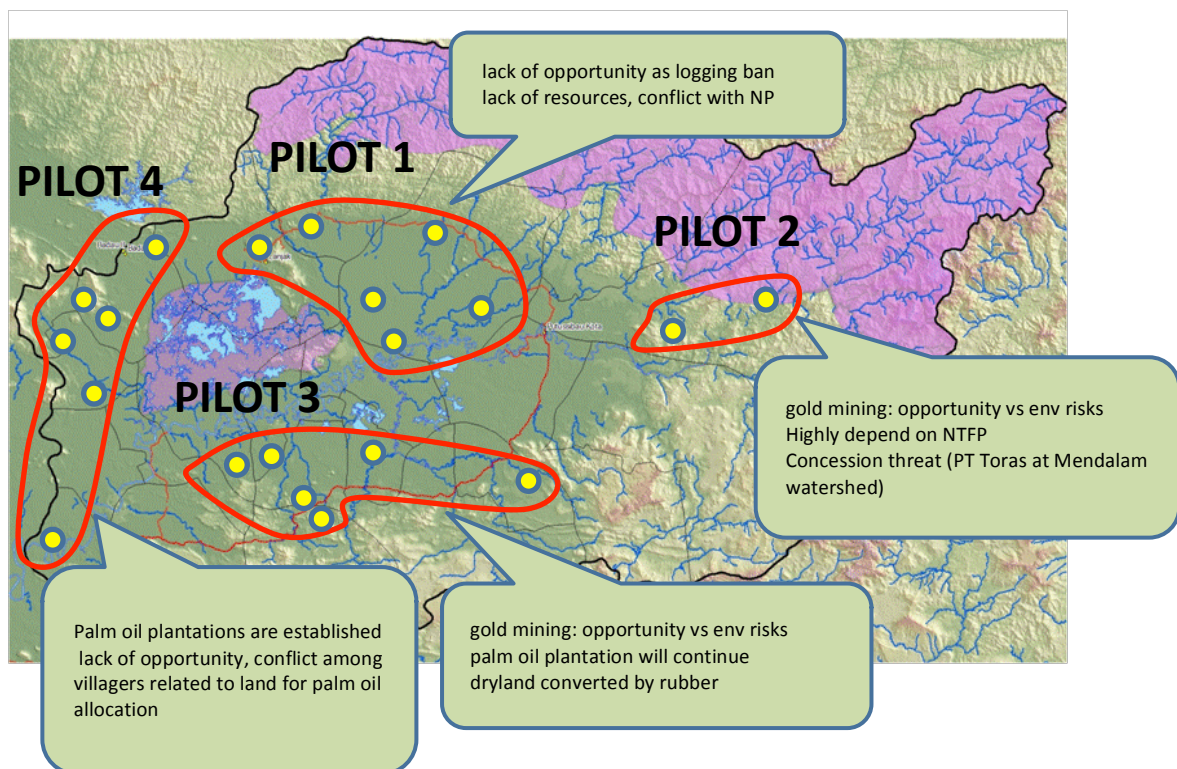 lack of opportunity as logging ban
lack of resources, conflict with NP
PILOT 1
PILOT 4
PILOT 2
PILOT 3
gold mining: opportunity vs env risks
Highly depend on NTFP
Concession threat (PT Toras at Mendalam
watershed)
Palm oil plantations are established
lack of opportunity, conflict among
villagers related to land for palm oil
allocation
gold mining: opportunity vs env risks
palm oil plantation will continue
dryland converted by rubber